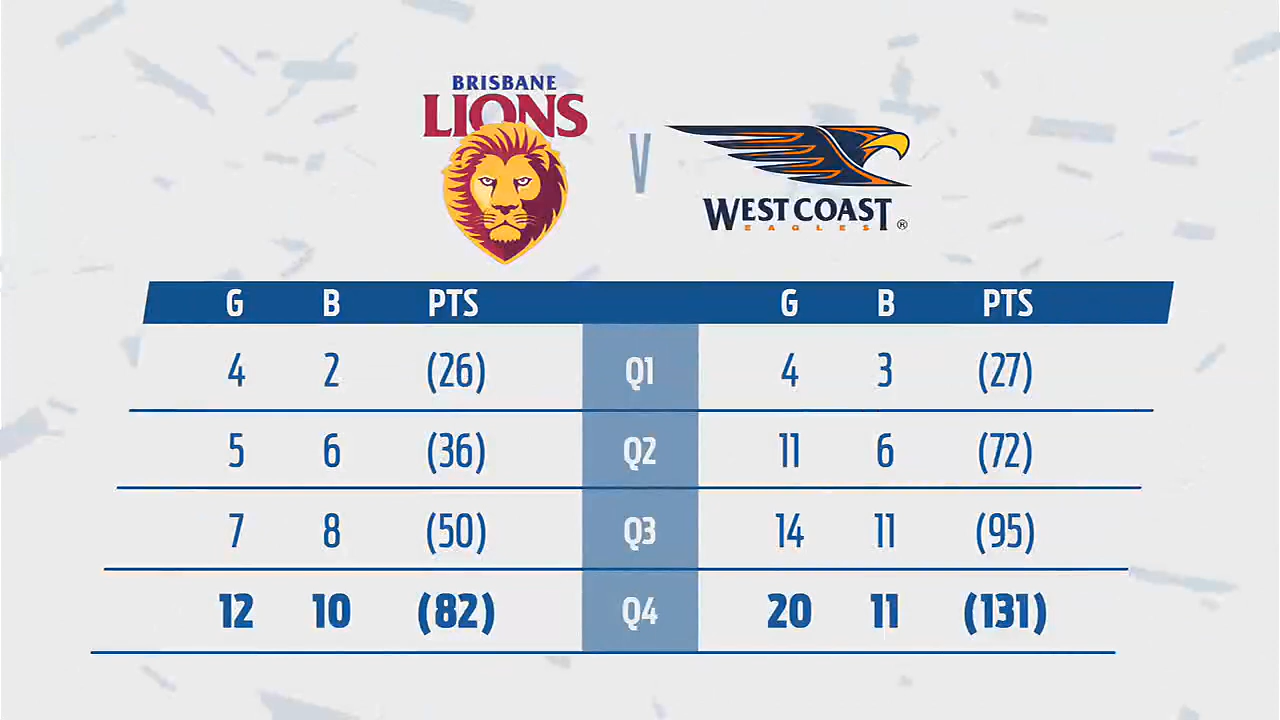 BRISBANE
LIONS
V
WEST COAST
EAGLES ®
G B PTS G B PTS
4 2 (26) Q1 4 3 (27)
5 6 (36) Q2 11 6 (72)
7 8 (50) Q3 14 11 (95)
12 10 (82) Q4 20 11 (131)